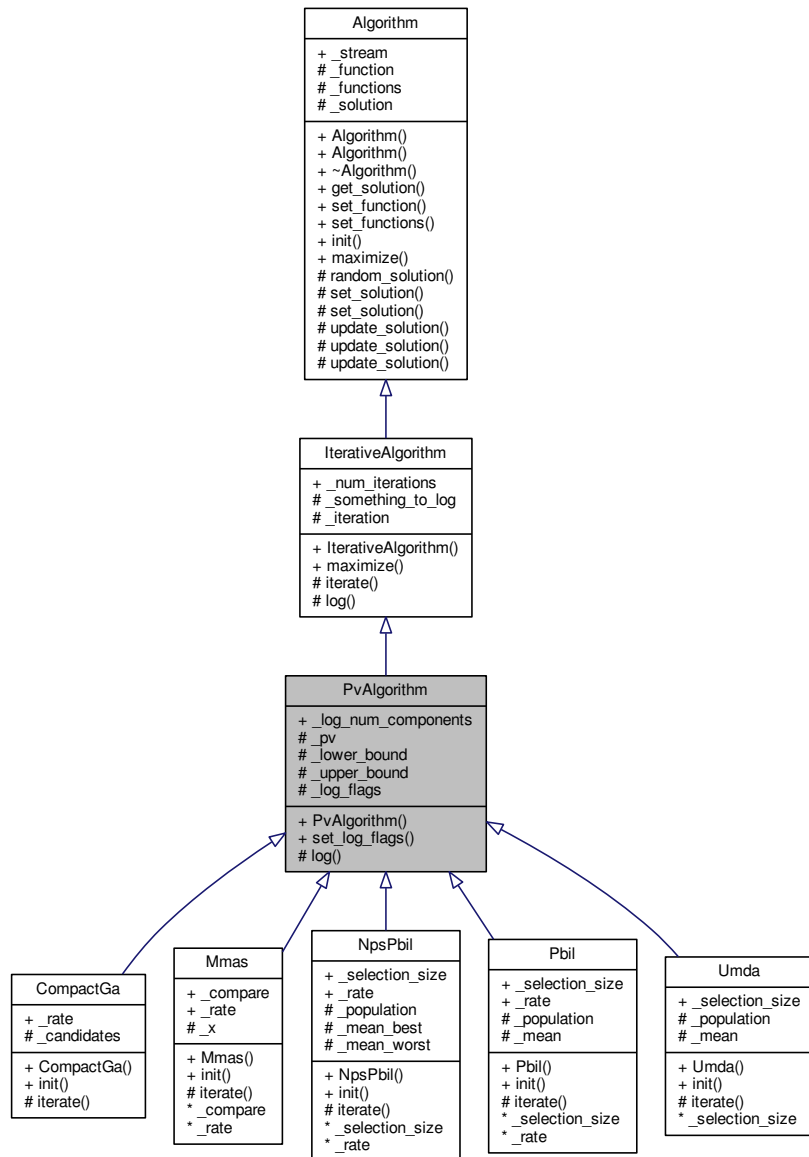 Algorithm
+ _stream
# _function
# _functions
# _solution
+ Algorithm()
+ Algorithm()
+ ~Algorithm()
+ get_solution()
+ set_function()
+ set_functions()
+ init()
+ maximize()
# random_solution()
# set_solution()
# set_solution()
# update_solution()
# update_solution()
# update_solution()
IterativeAlgorithm
+ _num_iterations
# _something_to_log
# _iteration
+ IterativeAlgorithm()
+ maximize()
# iterate()
# log()
PvAlgorithm
+ _log_num_components
# _pv
# _lower_bound
# _upper_bound
# _log_flags
+ PvAlgorithm()
+ set_log_flags()
# log()
CompactGa
+ _rate
# _candidates
+ CompactGa()
+ init()
# iterate()
Mmas
+ _compare
+ _rate
# _x
+ Mmas()
+ init()
# iterate()
* _compare
* _rate
NpsPbil
+ _selection_size
+ _rate
# _population
# _mean_best
# _mean_worst
+ NpsPbil()
+ init()
# iterate()
* _selection_size
* _rate
Pbil
+ _selection_size
+ _rate
# _population
# _mean
+ Pbil()
+ init()
# iterate()
* _selection_size
* _rate
Umda
+ _selection_size
# _population
# _mean
+ Umda()
+ init()
# iterate()
* _selection_size